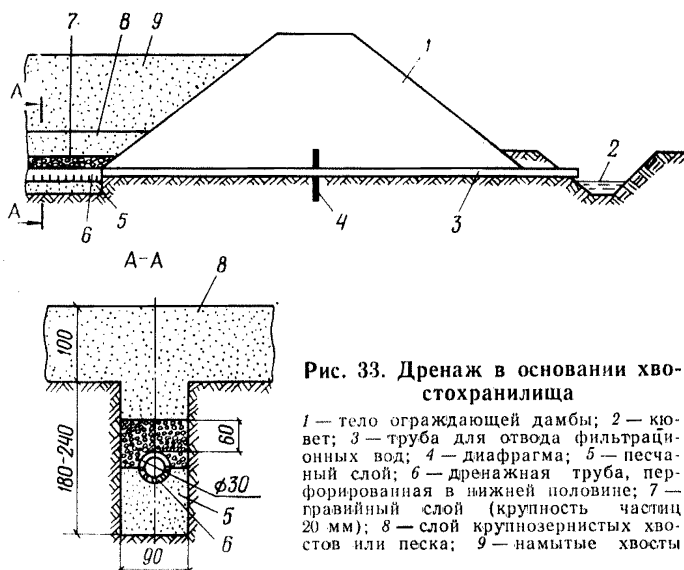 7
8
9
1
А
2
А
6
5
4
3
А-А
8
100
180-240
60
ϕ30
5
6
90
Рис. 33. Дренаж в основании хво-
стохранилища
1 — тело ограждающей дамбы; 2 — кю-
вет; 3 — труба для отвода фильтраци-
онных вод; 4 — диафрагма; 5 — песча-
ный слой; 6 — дренажная труба, пер-
форированная в нижней половине; 7 —
гравийный слой (крупность частиц
20 мм); 8 — слой крупнозернистых хво-
стов или песка; 9 — намытые хвосты